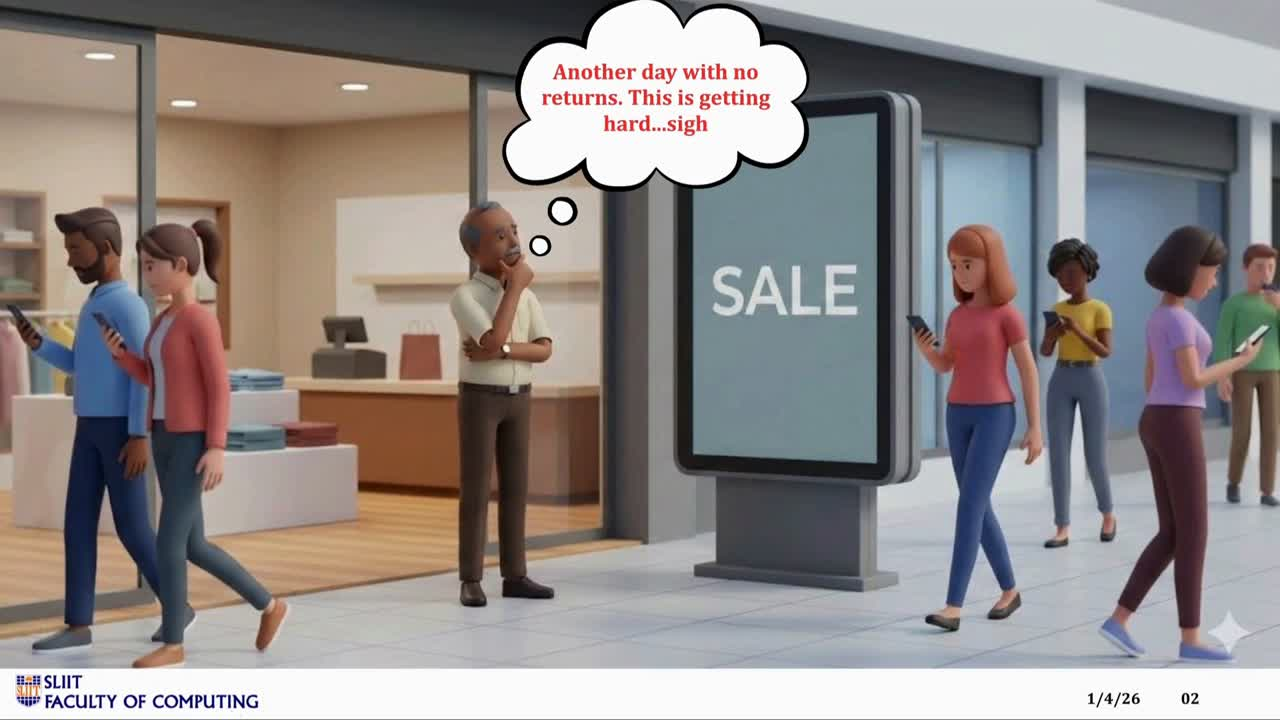 Another day with no
returns. This is getting
hard...sigh
SALE
SLIIT
SLIIT
FACULTY OF COMPUTING
1/4/26
02